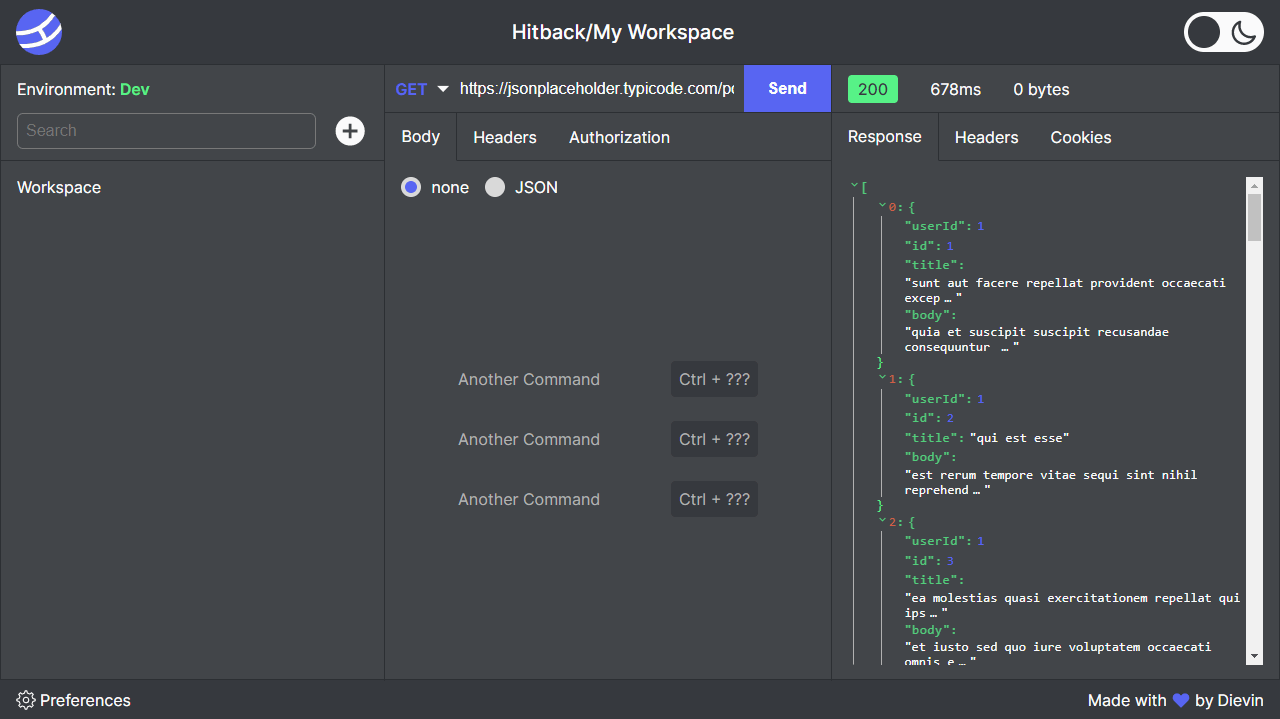 Hitback/My Workspace
Environment: Dev
Search
Workspace
GET https://jsonplaceholder.typicode.com/po
Send
Body Headers Authorization
none JSON
Another Command Ctrl + ???
Another Command Ctrl + ???
Another Command Ctrl + ???
200 678ms 0 bytes
Response Headers Cookies
[
0: {
"userId": 1
"id": 1
"title":
"sunt aut facere repellat provident occaecati
excep…"
"body":
"quia et suscipit suscipit recusandae
consequuntur …"
}
1: {
"userId": 1
"id": 2
"title": "qui est esse"
"body":
"est rerum tempore vitae sequi sint nihil
reprehend…"
}
2: {
"userId": 1
"id": 3
"title":
"ea molestias quasi exercitationem repellat qui
ips…"
"body":
"et iusto sed quo iure voluptatem occaecati
omnis e…"
Preferences
Made with by Dievin